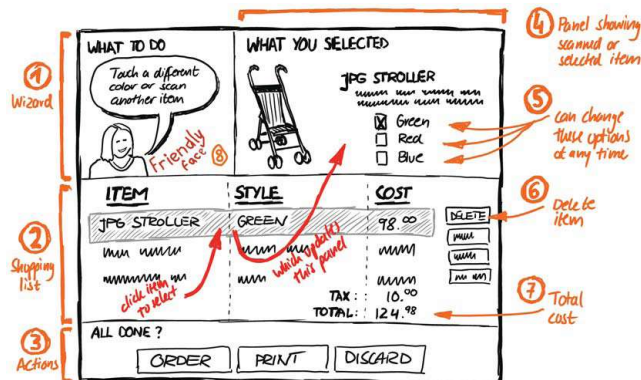 WHAT TO DO
Touch a different
color or scan
another item
Friendly
face
8
WHAT YOU SELECTED
JPG STROLLER
X Green
Red
Blue
4 Panel showing
scanned or
selected item
5
can change
these options
at any time
1
Wizard
2
Shopping
list
3
Actions
ITEM STYLE COST
JPG STROLLER GREEN 98.00 DELETE
click item
to select
which updates
this panel
TAX: 10.00
TOTAL: 124.98
6
Delete
item
7
Total
cost
ALL DONE?
ORDER PRINT DISCARD